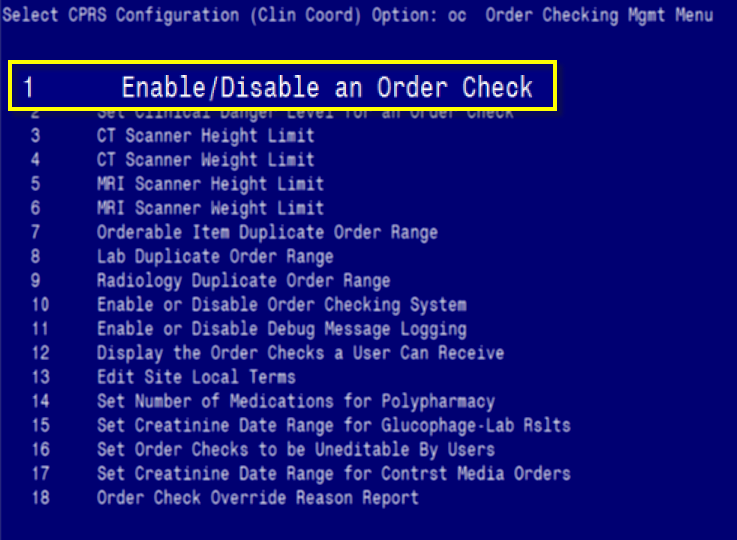 Select CPRS Configuration (Clin Coord) Option: oc  Order Checking Mgmt Menu
1 Enable/Disable an Order Check
2 Set Clinical Danger Level for an Order Check
3 CT Scanner Height Limit
4 CT Scanner Weight Limit
5 MRI Scanner Height Limit
6 MRI Scanner Weight Limit
7 Orderable Item Duplicate Order Range
8 Lab Duplicate Order Range
9 Radiology Duplicate Order Range
10 Enable or Disable Order Checking System
11 Enable or Disable Debug Message Logging
12 Display the Order Checks a User Can Receive
13 Edit Site Local Terms
14 Set Number of Medications for Polypharmacy
15 Set Creatinine Date Range for Glucophage-Lab Rslts
16 Set Order Checks to be Uneditable By Users
17 Set Creatinine Date Range for Contrst Media Orders
18 Order Check Override Reason Report